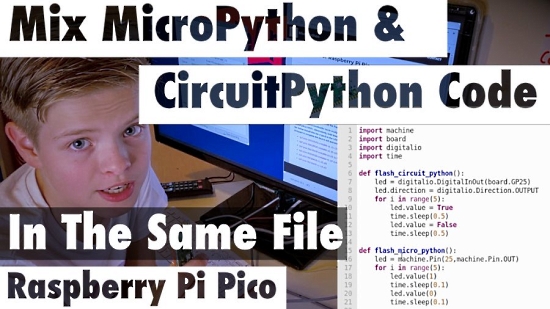 Mix MicroPython &
CircuitPython Code
In The Same File
Raspberry Pi Pico
1 import machine
2 import board
3 import digitalio
4 import time
5
6 def flash_circuit_python():
7 led = digitalio.DigitalInOut(board.GP25)
8 led.direction = digitalio.Direction.OUTPUT
9 for i in range(5):
10 led.value = True
11 time.sleep(0.5)
12 led.value = False
13 time.sleep(0.5)
14
15 def flash_micro_python():
16 led = machine.Pin(25,machine.Pin.OUT)
17 for i in range(5):
18 led.value(1)
19 time.sleep(0.1)
20 led.value(0)
21 time.sleep(0.1)